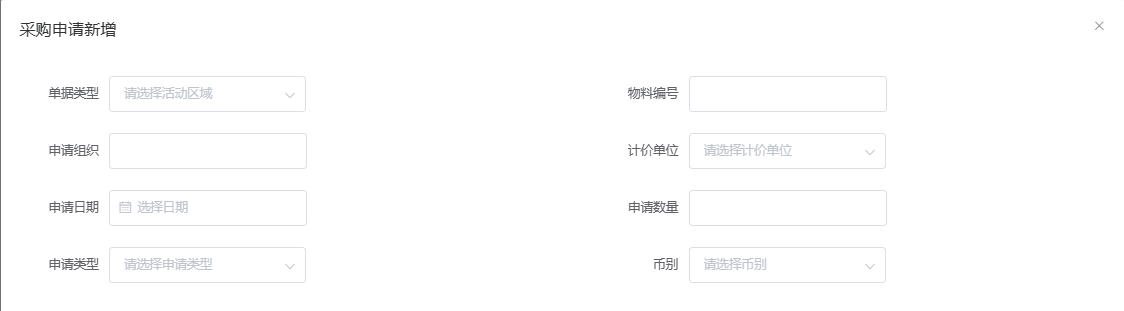 采购申请新增
单据类型 请选择活动区域 物料编号
申请组织 计价单位 请选择计价单位
申请日期 选择日期 申请数量
申请类型 请选择申请类型 币别 请选择币别